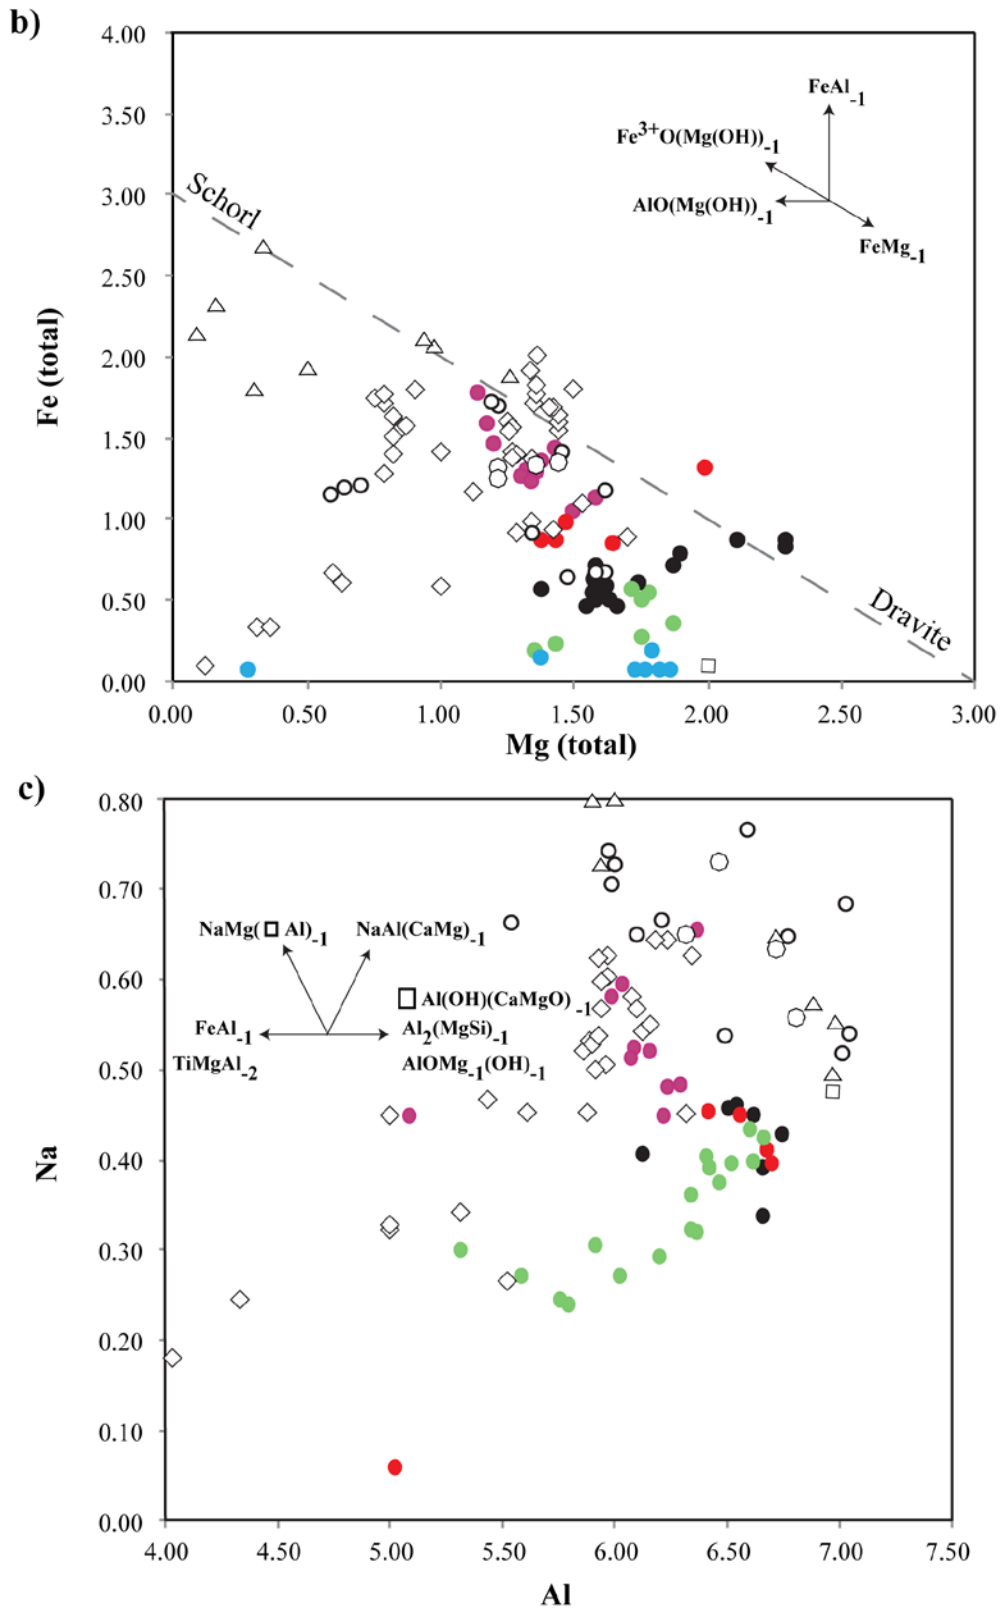 b)
4.00
3.50
3.00
2.50
2.00
1.50
1.00
0.50
0.00
Fe (total)
Schorl
Dravite
FeAl-1
Fe3+O(Mg(OH))-1
AlO(Mg(OH))-1
FeMg-1
0.00 0.50 1.00 1.50 2.00 2.50 3.00
Mg (total)
c)
0.80
0.70
0.60
0.50
0.40
0.30
0.20
0.10
0.00
Na
NaMg(□Al)-1 NaAl(CaMg)-1
□Al(OH)(CaMgO)-1
FeAl-1 Al2(MgSi)-1
TiMgAl-2 AlOMg-1(OH)-1
4.00 4.50 5.00 5.50 6.00 6.50 7.00 7.50
Al